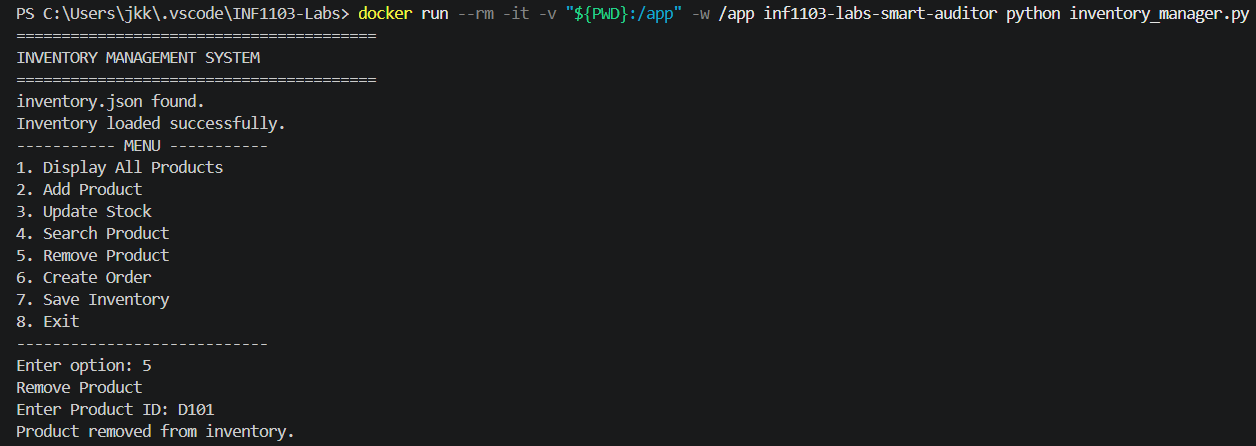 PS C:\Users\jkk\.vscode\INF1103-Labs> docker run --rm -it -v "${PWD}:/app" -w /app inf1103-labs-smart-auditor python inventory_manager.py
========================================
INVENTORY MANAGEMENT SYSTEM
========================================
inventory.json found.
Inventory loaded successfully.
----------- MENU -----------
1. Display All Products
2. Add Product
3. Update Stock
4. Search Product
5. Remove Product
6. Create Order
7. Save Inventory
8. Exit
----------------------------
Enter option: 5
Remove Product
Enter Product ID: D101
Product removed from inventory.